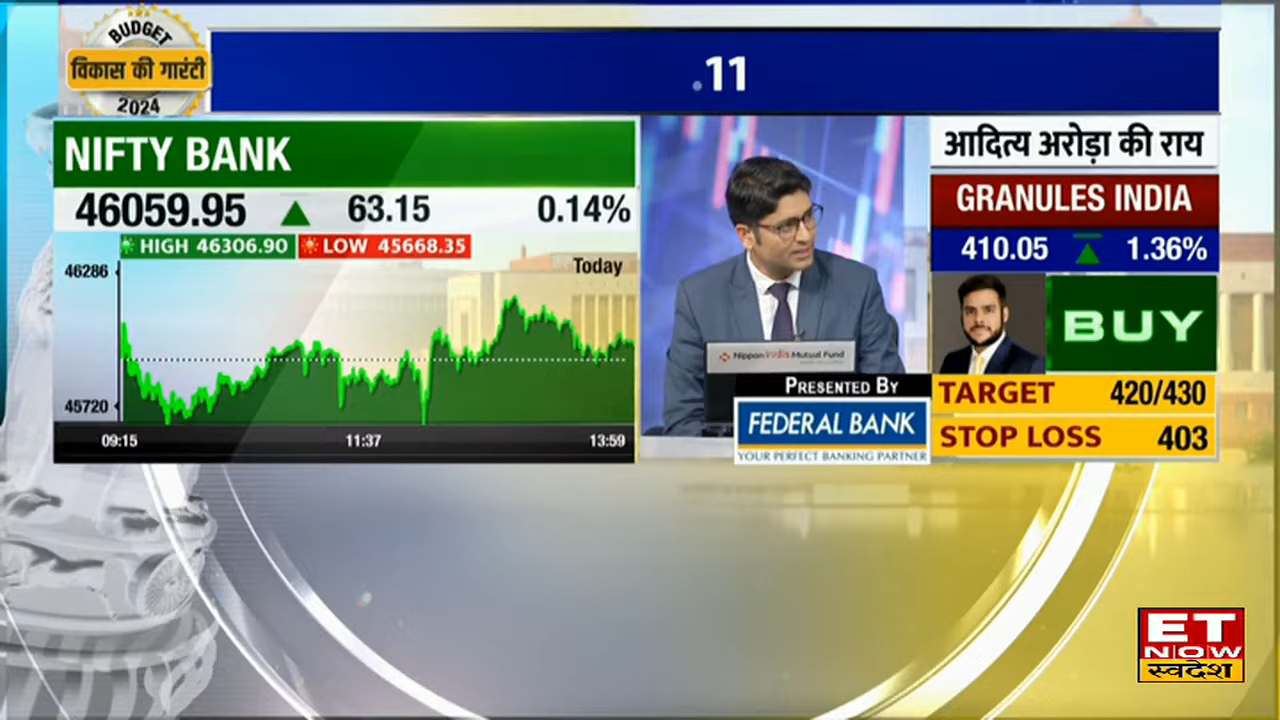 BUDGET
विकास की गारंटी
2024
.11
NIFTY BANK
46059.95 ▲ 63.15 0.14%
HIGH 46306.90 LOW 45668.35
Today
46286
45720
09:15 11:37 13:59
Nippon India Mutual Fund
PRESENTED BY
FEDERAL BANK
YOUR PERFECT BANKING PARTNER
आदित्य अरोड़ा की राय
GRANULES INDIA
410.05 ▲ 1.36%
BUY
TARGET 420/430
STOP LOSS 403
ET
NOW
स्वदेश